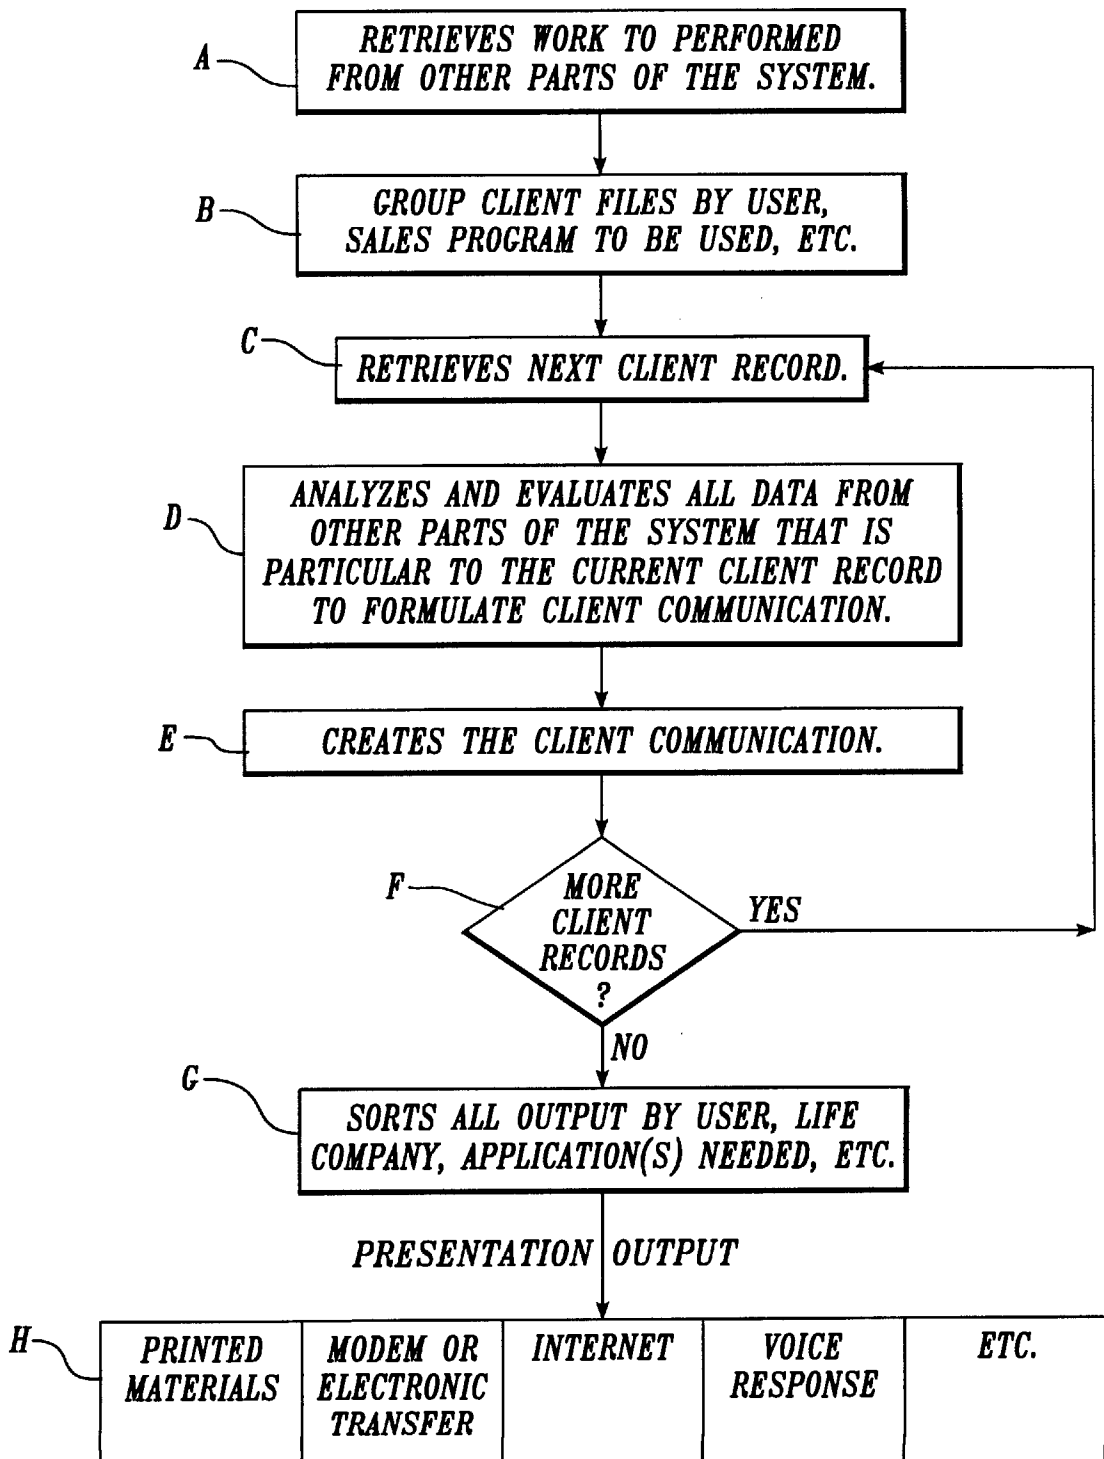 A
RETRIEVES WORK TO PERFORMED
FROM OTHER PARTS OF THE SYSTEM.
B
GROUP CLIENT FILES BY USER,
SALES PROGRAM TO BE USED, ETC.
C
RETRIEVES NEXT CLIENT RECORD.
D
ANALYZES AND EVALUATES ALL DATA FROM
OTHER PARTS OF THE SYSTEM THAT IS
PARTICULAR TO THE CURRENT CLIENT RECORD
TO FORMULATE CLIENT COMMUNICATION.
E
CREATES THE CLIENT COMMUNICATION.
F
MORE
CLIENT
RECORDS
?
YES
NO
G
SORTS ALL OUTPUT BY USER, LIFE
COMPANY, APPLICATION(S) NEEDED, ETC.
PRESENTATION OUTPUT
H
PRINTED
MATERIALS
MODEM OR
ELECTRONIC
TRANSFER
INTERNET
VOICE
RESPONSE
ETC.